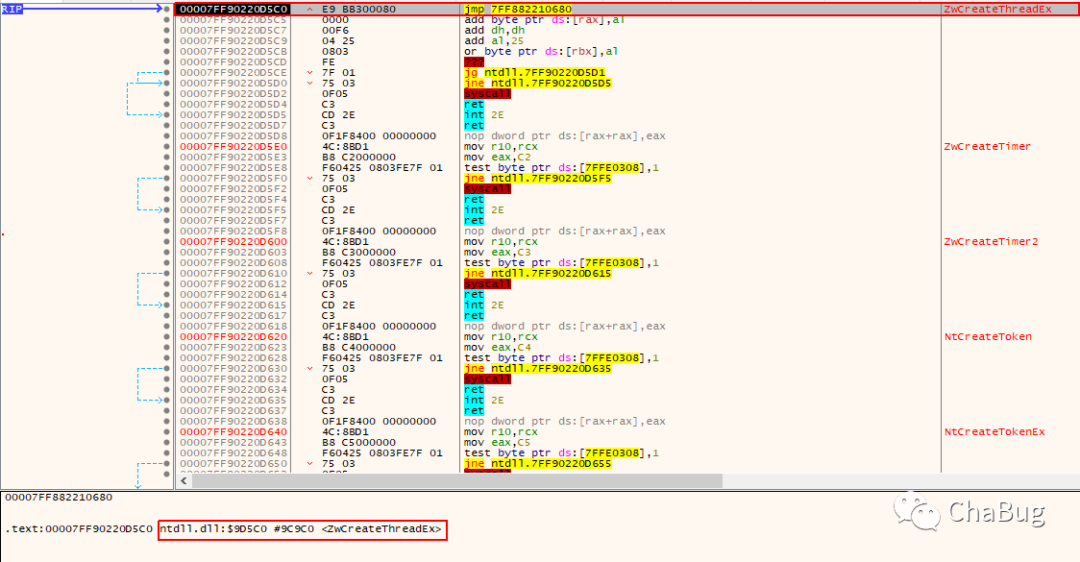 RIP 00007FF90220D5C0 E9 BB300080 jmp 7FF882210680 ZwCreateThreadEx
00007FF90220D5C5 0000 add byte ptr ds:[rax],al
00007FF90220D5C7 00F6 add dh,dh
00007FF90220D5C9 04 25 add al,25
00007FF90220D5CB 0803 or byte ptr ds:[rbx],al
00007FF90220D5CD FE ???
00007FF90220D5CE 7F 01 jg ntdll.7FF90220D5D1
00007FF90220D5D0 75 03 jne ntdll.7FF90220D5D5
00007FF90220D5D2 0F05 syscall
00007FF90220D5D4 C3 ret
00007FF90220D5D5 CD 2E int 2E
00007FF90220D5D7 C3 ret
00007FF90220D5D8 0F1F8400 00000000 nop dword ptr ds:[rax+rax],eax
00007FF90220D5E0 4C:8BD1 mov r10,rcx ZwCreateTimer
00007FF90220D5E3 B8 C2000000 mov eax,C2
00007FF90220D5E8 F60425 0803FE7F 01 test byte ptr ds:[7FFE0308],1
00007FF90220D5F0 75 03 jne ntdll.7FF90220D5F5
00007FF90220D5F2 0F05 syscall
00007FF90220D5F4 C3 ret
00007FF90220D5F5 CD 2E int 2E
00007FF90220D5F7 C3 ret
00007FF90220D5F8 0F1F8400 00000000 nop dword ptr ds:[rax+rax],eax
00007FF90220D600 4C:8BD1 mov r10,rcx ZwCreateTimer2
00007FF90220D603 B8 C3000000 mov eax,C3
00007FF90220D608 F60425 0803FE7F 01 test byte ptr ds:[7FFE0308],1
00007FF90220D610 75 03 jne ntdll.7FF90220D615
00007FF90220D612 0F05 syscall
00007FF90220D614 C3 ret
00007FF90220D615 CD 2E int 2E
00007FF90220D617 C3 ret
00007FF90220D618 0F1F8400 00000000 nop dword ptr ds:[rax+rax],eax
00007FF90220D620 4C:8BD1 mov r10,rcx NtCreateToken
00007FF90220D623 B8 C4000000 mov eax,C4
00007FF90220D628 F60425 0803FE7F 01 test byte ptr ds:[7FFE0308],1
00007FF90220D630 75 03 jne ntdll.7FF90220D635
00007FF90220D632 0F05 syscall
00007FF90220D634 C3 ret
00007FF90220D635 CD 2E int 2E
00007FF90220D637 C3 ret
00007FF90220D638 0F1F8400 00000000 nop dword ptr ds:[rax+rax],eax
00007FF90220D640 4C:8BD1 mov r10,rcx NtCreateTokenEx
00007FF90220D643 B8 C5000000 mov eax,C5
00007FF90220D648 F60425 0803FE7F 01 test byte ptr ds:[7FFE0308],1
00007FF90220D650 75 03 jne ntdll.7FF90220D655
00007FF882210680
.text:00007FF90220D5C0 ntdll.dll:$9D5C0 #9C9C0 <ZwCreateThreadEx>
ChaBug